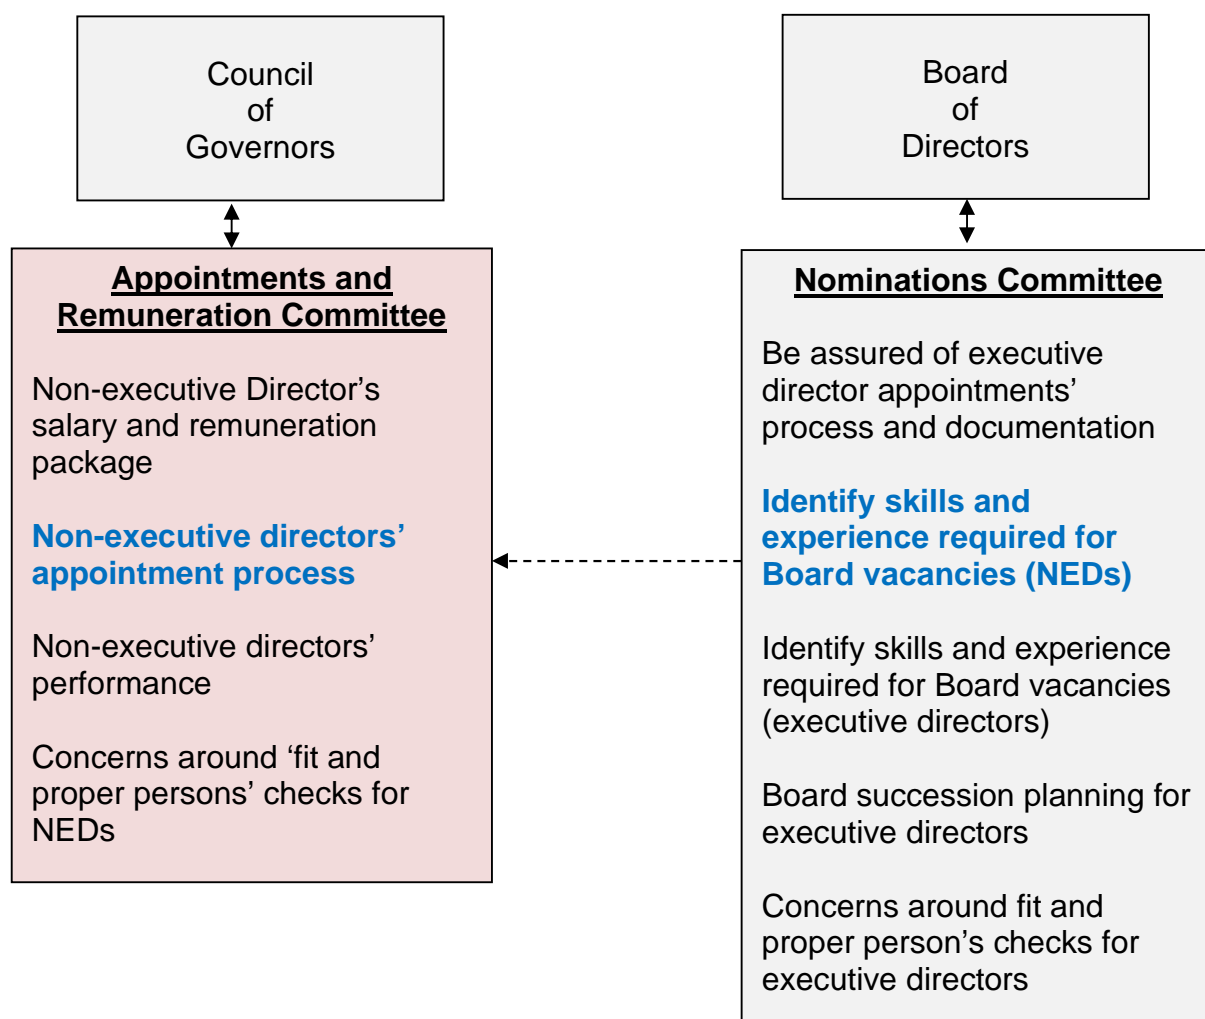 Council
of
Governors
Board
of
Directors
Appointments and
Remuneration Committee
Non-executive Director’s
salary and remuneration
package
Non-executive directors’
appointment process
Non-executive directors’
performance
Concerns around ‘fit and
proper persons’ checks for
NEDs
Nominations Committee
Be assured of executive
director appointments’
process and documentation
Identify skills and
experience required for
Board vacancies (NEDs)
Identify skills and experience
required for Board vacancies
(executive directors)
Board succession planning for
executive directors
Concerns around fit and
proper person’s checks for
executive directors